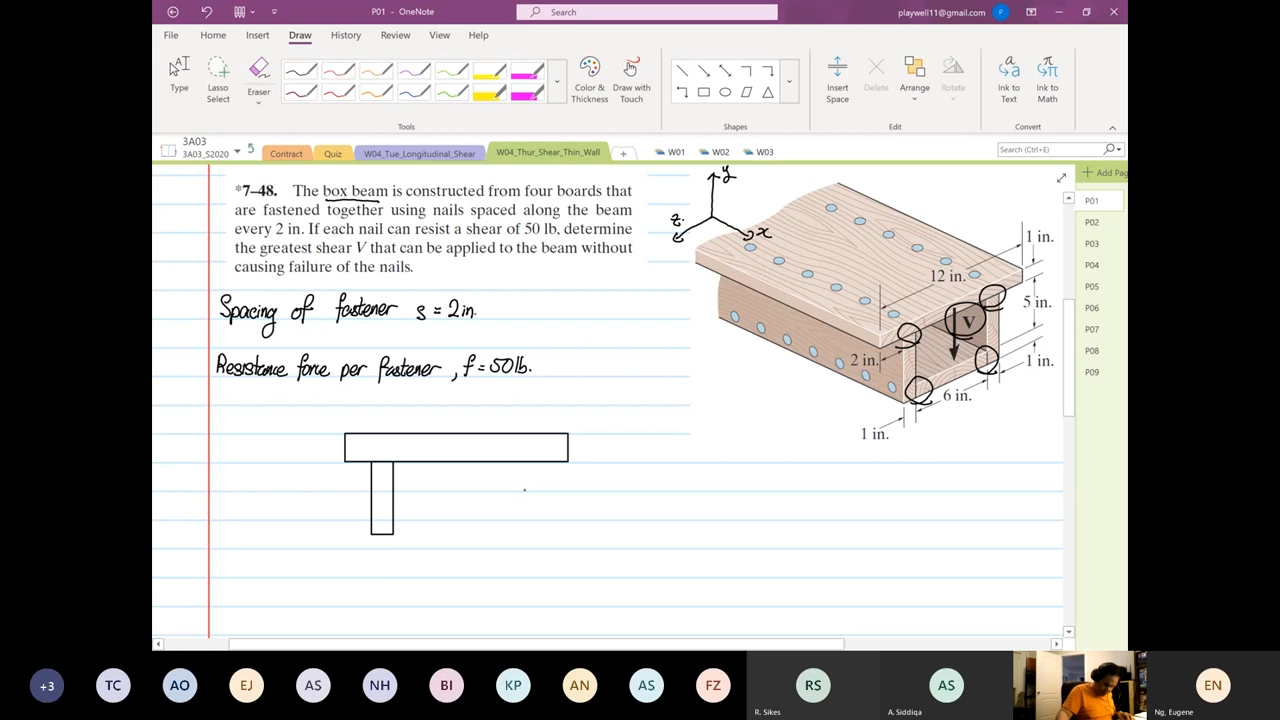 P01 - OneNote
Search
playwell11@gmail.com
P
File
Home
Insert
Draw
History
Review
View
Help
Type
Lasso
Select
Eraser
Color &
Thickness
Draw with
Touch
Insert
Space
Delete
Arrange
Rotate
Ink to
Text
Ink to
Math
Tools
Shapes
Edit
Convert
3A03
3A03_S2020
5
Contract
Quiz
W04_Tue_Longitudinal_Shear
W04_Thur_Shear_Thin_Wall
W01
W02
W03
Search (Ctrl+E)
Add Pag
P01
P02
P03
P04
P05
P06
P07
P08
P09
*7–48. The box beam is constructed from four boards that
are fastened together using nails spaced along the beam
every 2 in. If each nail can resist a shear of 50 lb, determine
the greatest shear V that can be applied to the beam without
causing failure of the nails.
Spacing of fastener s = 2in.
Resistance force per fastener, f = 50lb.
y
z
x
12 in.
1 in.
5 in.
V
2 in.
1 in.
6 in.
1 in.
+3
TC
AO
EJ
AS
NH
BI
KP
AN
AS
FZ
RS
R. Sikes
AS
A. Siddiqa
EN
Ng, Eugene